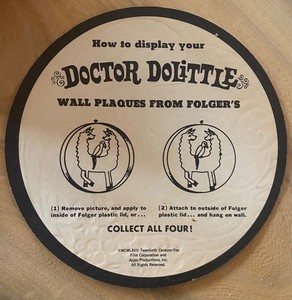 How to display your
DOCTOR DOLITTLE
WALL PLAQUES FROM FOLGER'S
(1) Remove picture, and apply to
inside of Folger plastic lid, or...
(2) Attach to outside of Folger
plastic lid... and hang on wall.
COLLECT ALL FOUR!
©MCMLXVII Twentieth Century-Fox
Film Corporation and
Apjac Productions, Inc.
All Rights Reserved.